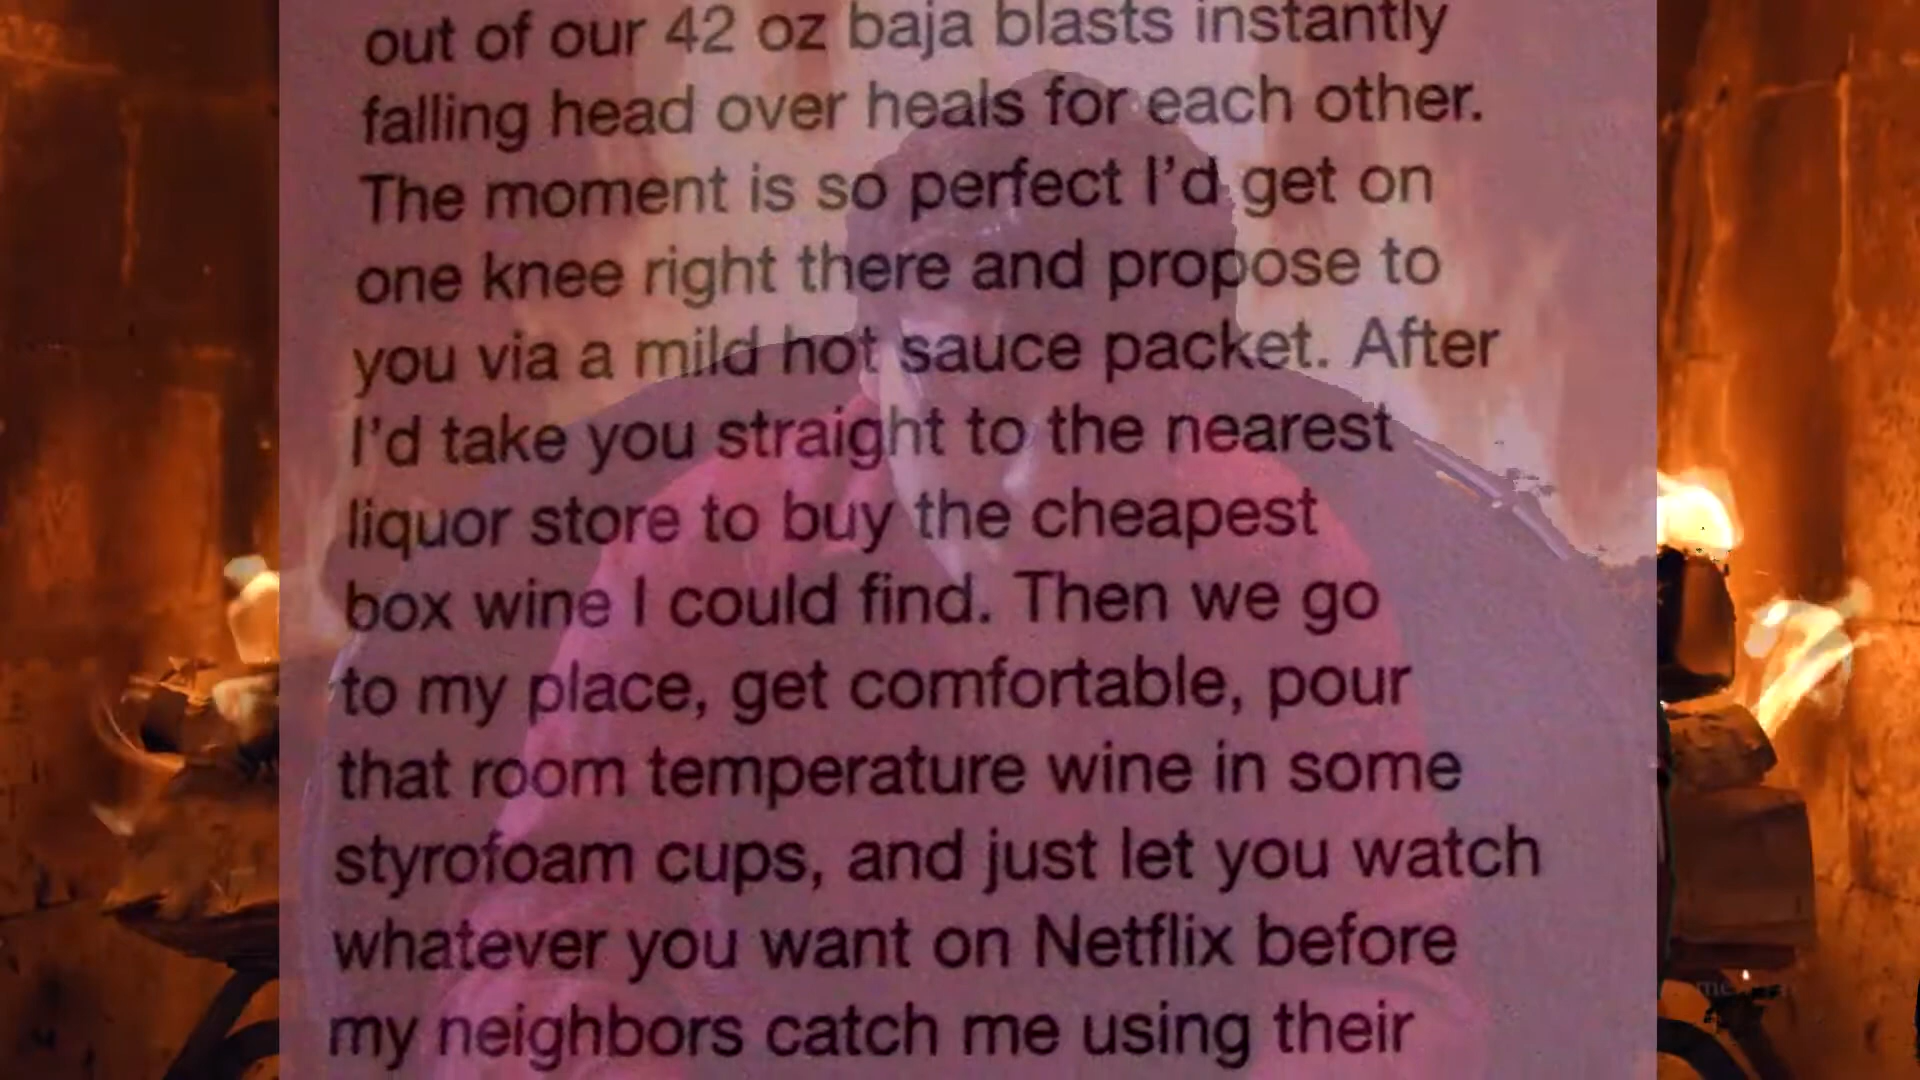 out of our 42 oz baja blasts instantly
falling head over heals for each other.
The moment is so perfect I'd get on
one knee right there and propose to
you via a mild hot sauce packet. After
I'd take you straight to the nearest
liquor store to buy the cheapest
box wine I could find. Then we go
to my place, get comfortable, pour
that room temperature wine in some
styrofoam cups, and just let you watch
whatever you want on Netflix before
my neighbors catch me using their